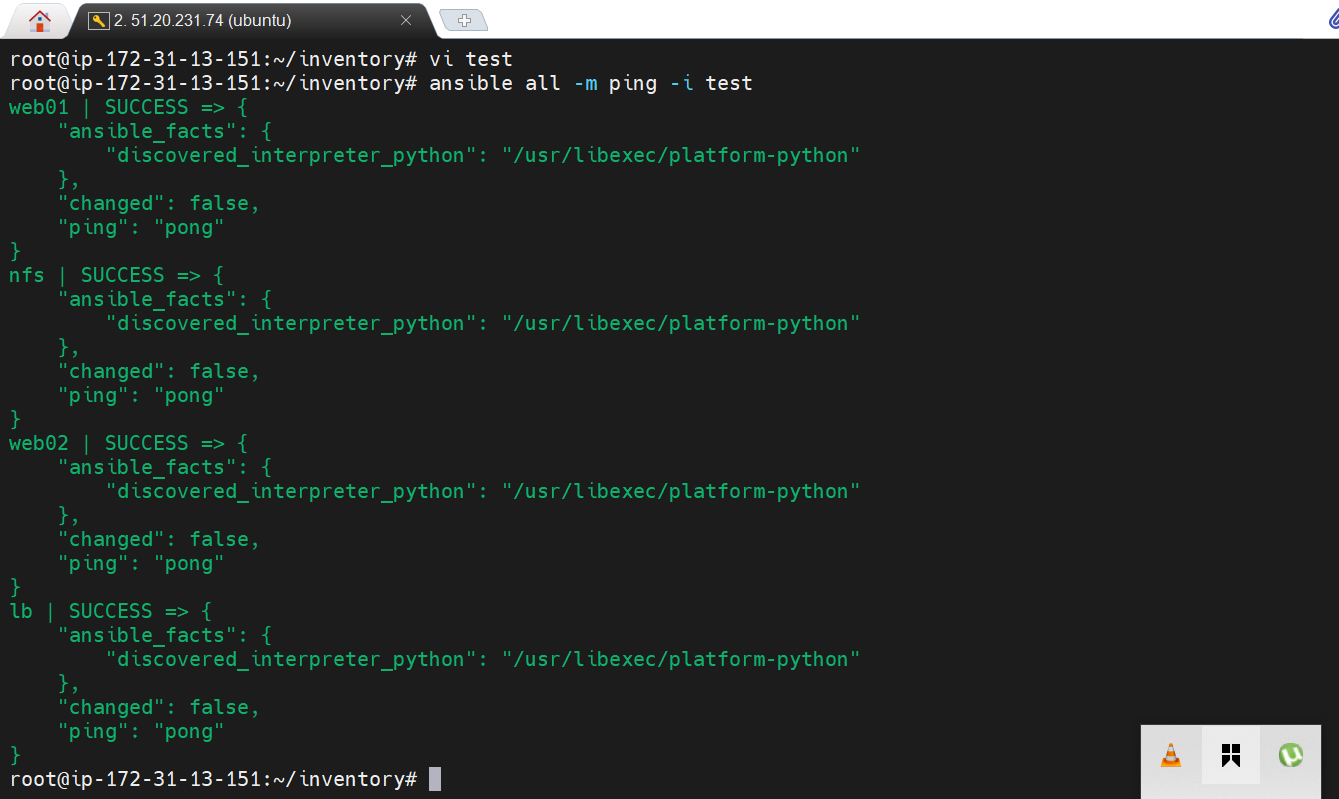 2. 51.20.231.74 (ubuntu)
root@ip-172-31-13-151:~/inventory# vi test
root@ip-172-31-13-151:~/inventory# ansible all -m ping -i test
web01 | SUCCESS => {
    "ansible_facts": {
        "discovered_interpreter_python": "/usr/libexec/platform-python"
    },
    "changed": false,
    "ping": "pong"
}
nfs | SUCCESS => {
    "ansible_facts": {
        "discovered_interpreter_python": "/usr/libexec/platform-python"
    },
    "changed": false,
    "ping": "pong"
}
web02 | SUCCESS => {
    "ansible_facts": {
        "discovered_interpreter_python": "/usr/libexec/platform-python"
    },
    "changed": false,
    "ping": "pong"
}
lb | SUCCESS => {
    "ansible_facts": {
        "discovered_interpreter_python": "/usr/libexec/platform-python"
    },
    "changed": false,
    "ping": "pong"
}
root@ip-172-31-13-151:~/inventory#